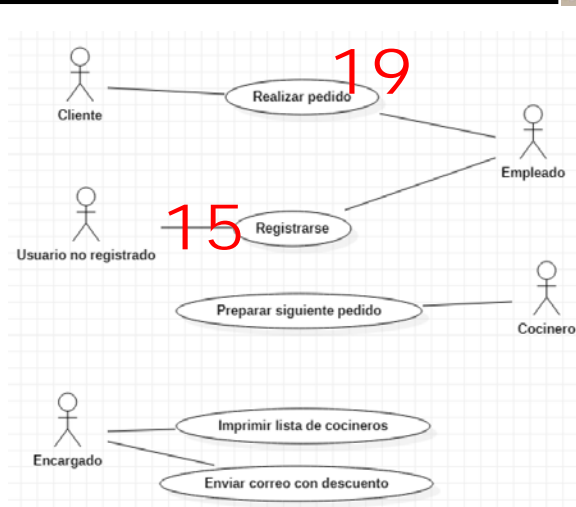 19
Realizar pedido
Cliente
Empleado
15
Registrarse
Usuario no registrado
Preparar siguiente pedido
Cocinero
Imprimir lista de cocineros
Encargado
Enviar correo con descuento